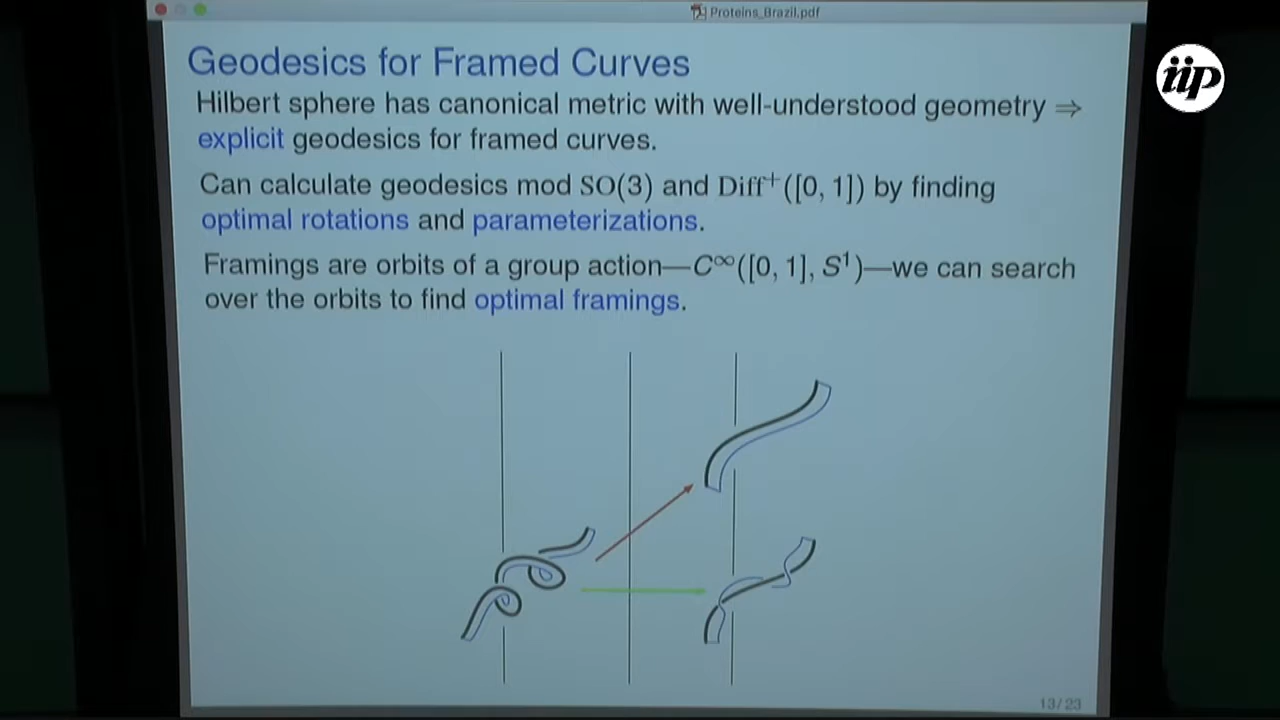 Proteins_Brazil.pdf
iip
Geodesics for Framed Curves
Hilbert sphere has canonical metric with well-understood geometry ⇒
explicit geodesics for framed curves.
Can calculate geodesics mod SO(3) and Diff⁺([0, 1]) by finding
optimal rotations and parameterizations.
Framings are orbits of a group action—C∞([0, 1], S¹)—we can search
over the orbits to find optimal framings.
13/23